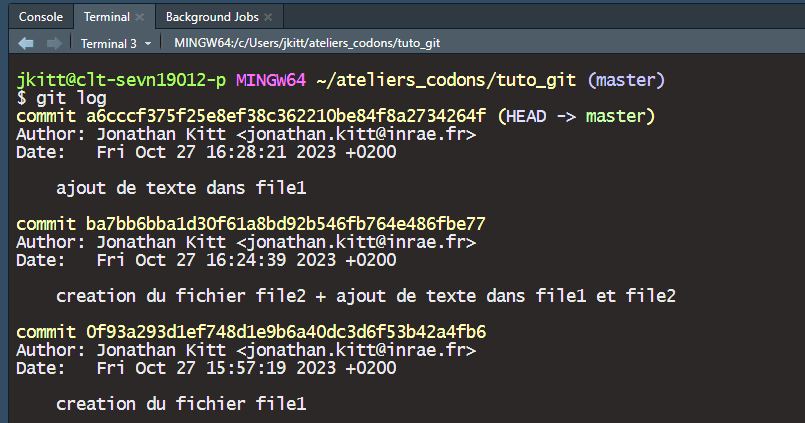 Console Terminal Background Jobs
Terminal 3 MINGW64:/c/Users/jkitt/ateliers_codons/tuto_git
jkitt@clt-sevn19012-p MINGW64 ~/ateliers_codons/tuto_git (master)
$ git log
commit a6cccf375f25e8ef38c362210be84f8a2734264f (HEAD -> master)
Author: Jonathan Kitt <jonathan.kitt@inrae.fr>
Date:   Fri Oct 27 16:28:21 2023 +0200
    ajout de texte dans file1
commit ba7bb6bba1d30f61a8bd92b546fb764e486fbe77
Author: Jonathan Kitt <jonathan.kitt@inrae.fr>
Date:   Fri Oct 27 16:24:39 2023 +0200
    creation du fichier file2 + ajout de texte dans file1 et file2
commit 0f93a293d1ef748d1e9b6a40dc3d6f53b42a4fb6
Author: Jonathan Kitt <jonathan.kitt@inrae.fr>
Date:   Fri Oct 27 15:57:19 2023 +0200
    creation du fichier file1